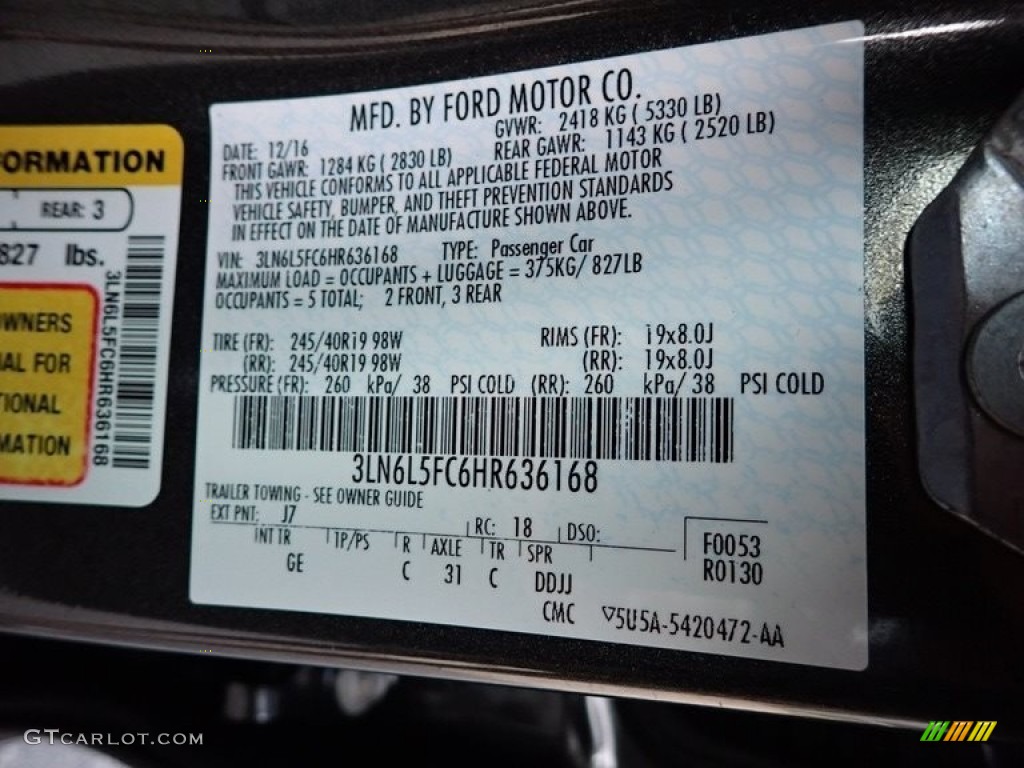 FORMATION
REAR: 3
827 lbs.
OWNERS
FOR
3LN6L5FC6HR636168
MFD. BY FORD MOTOR CO.
DATE: 12/16 GVWR: 2418 KG ( 5330 LB)
FRONT GAWR: 1284 KG ( 2830 LB) REAR GAWR: 1143 KG ( 2520 LB)
THIS VEHICLE CONFORMS TO ALL APPLICABLE FEDERAL MOTOR
VEHICLE SAFETY, BUMPER, AND THEFT PREVENTION STANDARDS
IN EFFECT ON THE DATE OF MANUFACTURE SHOWN ABOVE.
VIN: 3LN6L5FC6HR636168 TYPE: Passenger Car
MAXIMUM LOAD = OCCUPANTS + LUGGAGE = 375KG/ 827LB
OCCUPANTS = 5 TOTAL; 2 FRONT, 3 REAR
TIRE (FR): 245/40R19 98W RIMS (FR): 19x8.0J
(RR): 245/40R19 98W (RR): 19x8.0J
PRESSURE (FR): 260 kPa/ 38 PSI COLD (RR): 260 kPa/ 38 PSI COLD
3LN6L5FC6HR636168
TRAILER TOWING - SEE OWNER GUIDE
EXT PNT: J7 RC: 18 DSO:
INT TR TP/PS R AXLE TR SPR F0053
GE C 31 C DDJJ R0130
CMC ▽5U5A-5420472-AA
GTCARLOT.COM